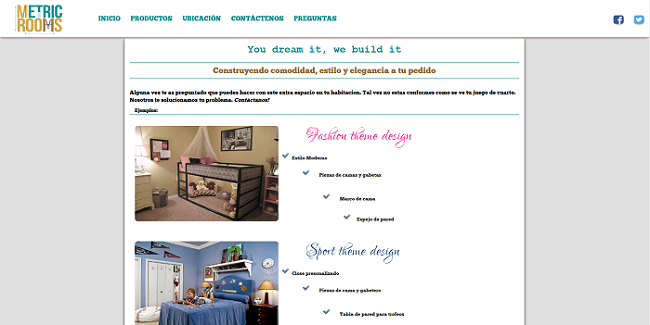 METRIC
ROOMS
INICIO PRODUCTOS UBICACIÓN CONTÁCTENOS PREGUNTAS
You dream it, we build it
Construyendo comodidad, estilo y elegancia a tu pedido
Alguna vez te as preguntado que puedes hacer con este extra espacio en tu habitacion. Tal vez no estas conformes como se ve tu juego de cuarto.
Nosotros te solucionamos tu problema. Contáctanos!
Ejemplos:
Fashion theme design
Estilo Moderno
Piezas de camas y gabetas
Marco de cama
Espejo de pared
Sport theme design
Close presonalizado
Piezas de cama y gabetero
Tabla de pared para trofeos